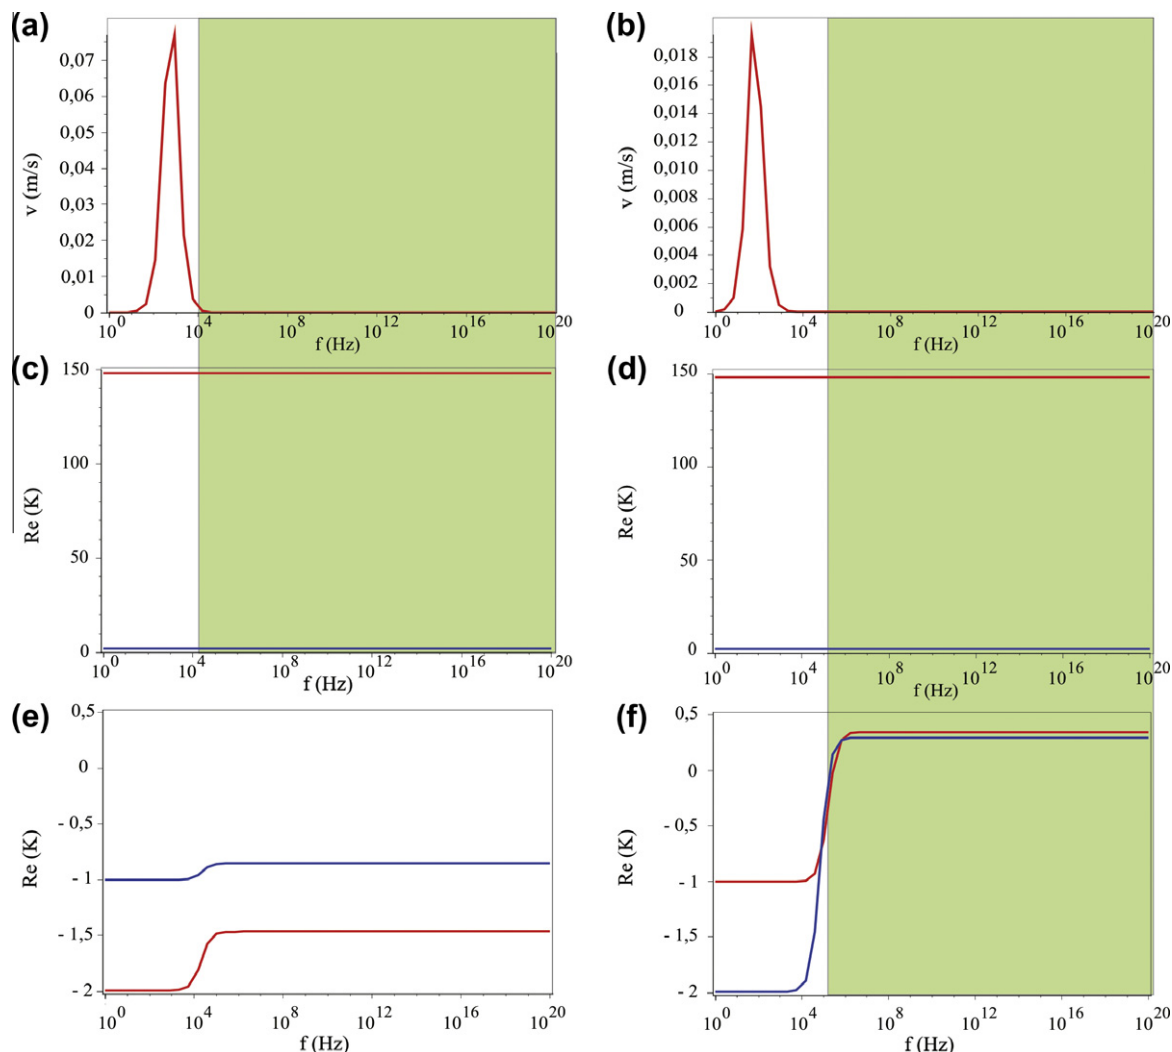 (a)
0,07
0,06
0,05
0,04
0,03
0,02
0,01
0
v (m/s)
10^0 10^4 10^8 10^12 10^16 10^20
f (Hz)
(b)
0,018
0,016
0,014
0,012
0,010
0,008
0,006
0,004
0,002
0
v (m/s)
10^0 10^4 10^8 10^12 10^16 10^20
f (Hz)
(c)
150
100
50
0
Re (K)
10^0 10^4 10^8 10^12 10^16 10^20
f (Hz)
(d)
150
100
50
0
Re (K)
10^0 10^4 10^8 10^12 10^16 10^20
f (Hz)
(e)
0,5
0
- 0,5
- 1
- 1,5
- 2
Re (K)
10^0 10^4 10^8 10^12 10^16 10^20
f (Hz)
(f)
0,5
0
- 0,5
- 1
- 1,5
- 2
Re (K)
10^0 10^4 10^8 10^12 10^16 10^20
f (Hz)